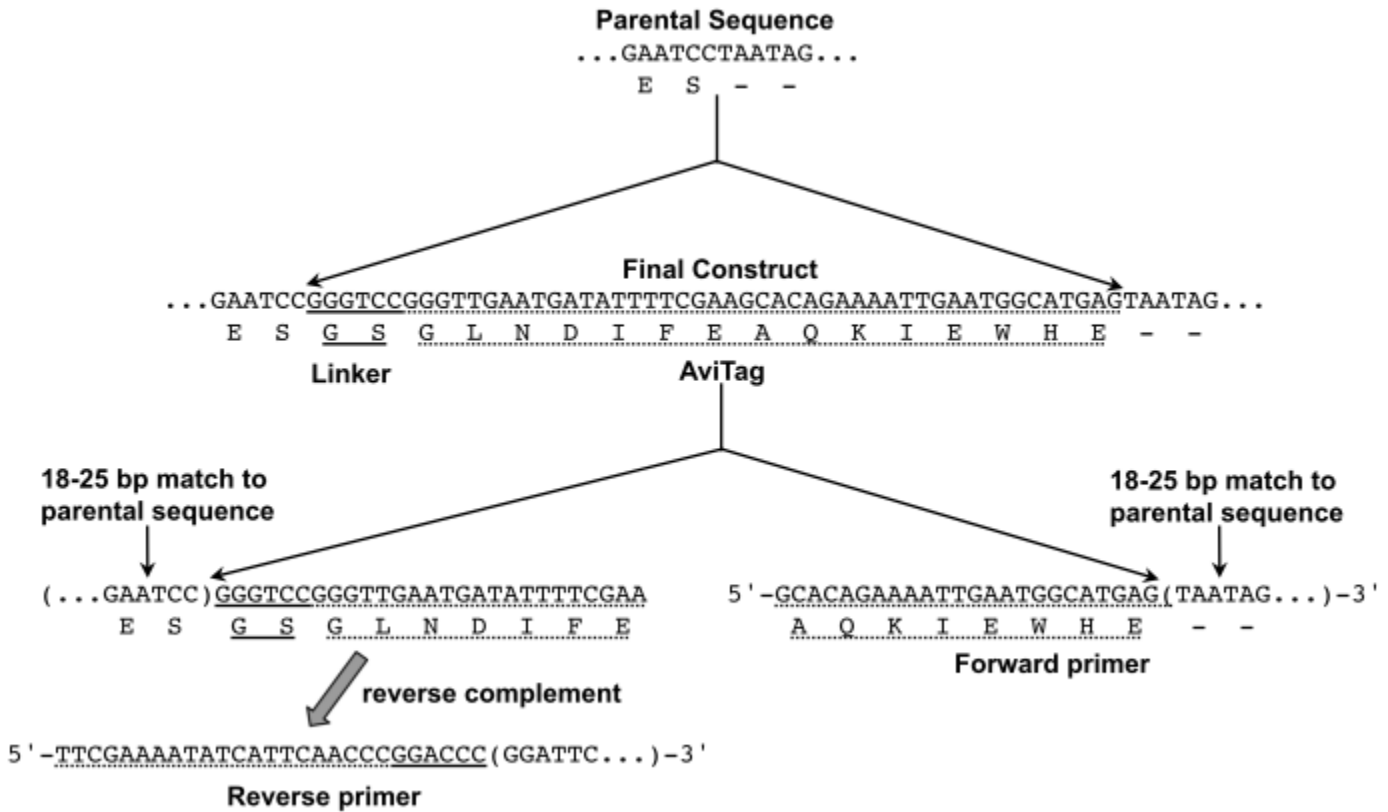 Parental Sequence
...GAATCCTAATAG...
E S - -
Final Construct
...GAATCCGGGTCCGGGTTGAATGATATTTTCGAAGCACAGAAAATTGAATGGCATGAGTAATAG...
E S G S G L N D I F E A Q K I E W H E - -
Linker
AviTag
18-25 bp match to
parental sequence
18-25 bp match to
parental sequence
(...GAATCC)GGGTCCGGGTTGAATGATATTTTCGAA
E S G S G L N D I F E
5'-GCACAGAAAATTGAATGGCATGAG(TAATAG...)-3'
A Q K I E W H E - -
Forward primer
reverse complement
5'-TTCGAAAATATCATTCAACCCGGACCC(GGATTC...)-3'
Reverse primer